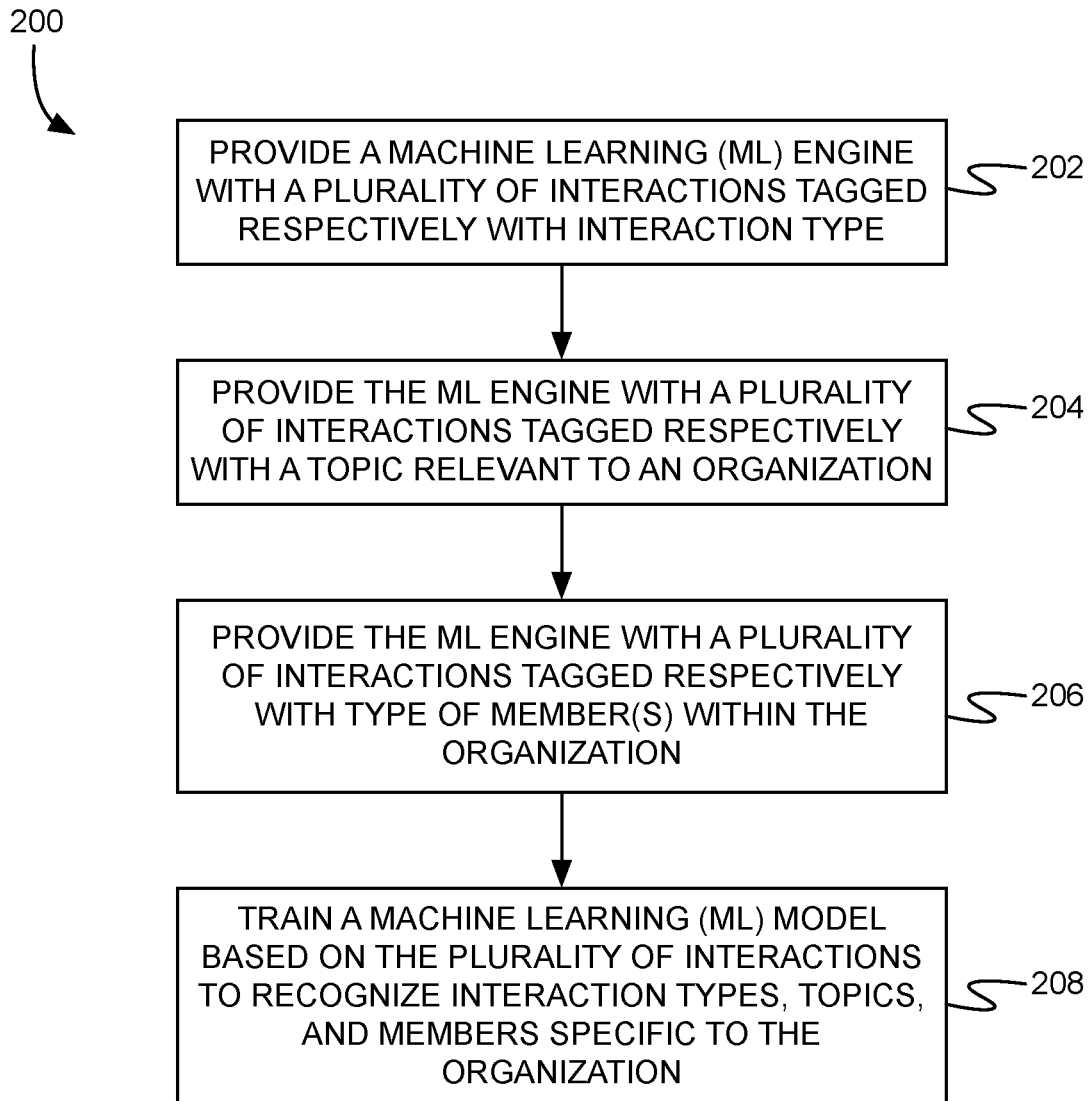 200
PROVIDE A MACHINE LEARNING (ML) ENGINE
WITH A PLURALITY OF INTERACTIONS TAGGED
RESPECTIVELY WITH INTERACTION TYPE
202
PROVIDE THE ML ENGINE WITH A PLURALITY
OF INTERACTIONS TAGGED RESPECTIVELY
WITH A TOPIC RELEVANT TO AN ORGANIZATION
204
PROVIDE THE ML ENGINE WITH A PLURALITY
OF INTERACTIONS TAGGED RESPECTIVELY
WITH TYPE OF MEMBER(S) WITHIN THE
ORGANIZATION
206
TRAIN A MACHINE LEARNING (ML) MODEL
BASED ON THE PLURALITY OF INTERACTIONS
TO RECOGNIZE INTERACTION TYPES, TOPICS,
AND MEMBERS SPECIFIC TO THE
ORGANIZATION
208